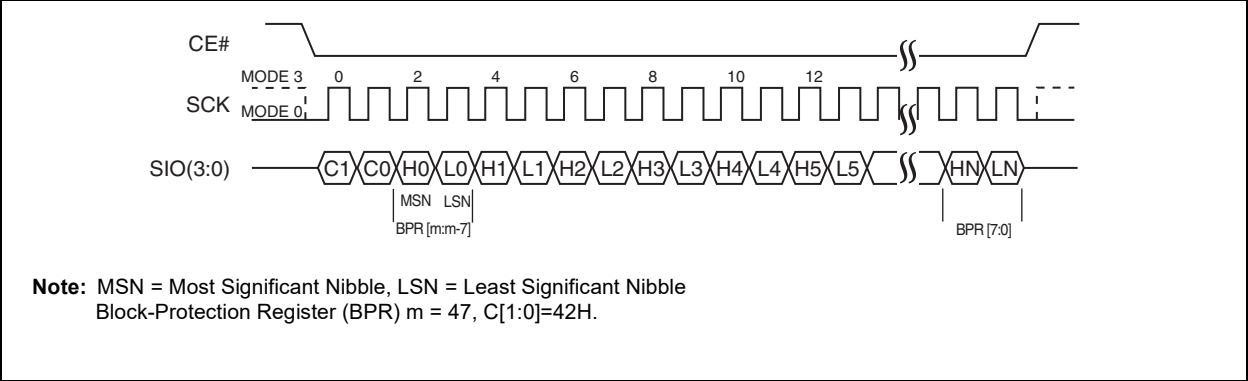 CE#
MODE 3 0 2 4 6 8 10 12
SCK
MODE 0
SIO(3:0) C1 C0 H0 L0 H1 L1 H2 L2 H3 L3 H4 L4 H5 L5 HN LN
MSN LSN
BPR [m:m-7] BPR [7:0]
Note: MSN = Most Significant Nibble, LSN = Least Significant Nibble
Block-Protection Register (BPR) m = 47, C[1:0]=42H.